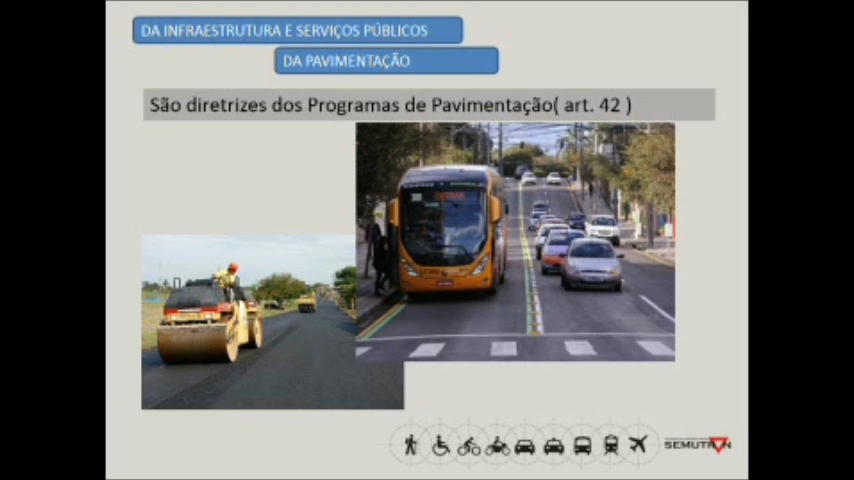 DA INFRAESTRUTURA E SERVIÇOS PÚBLICOS
DA PAVIMENTAÇÃO
São diretrizes dos Programas de Pavimentação( art. 42 )
SEMUTRAN